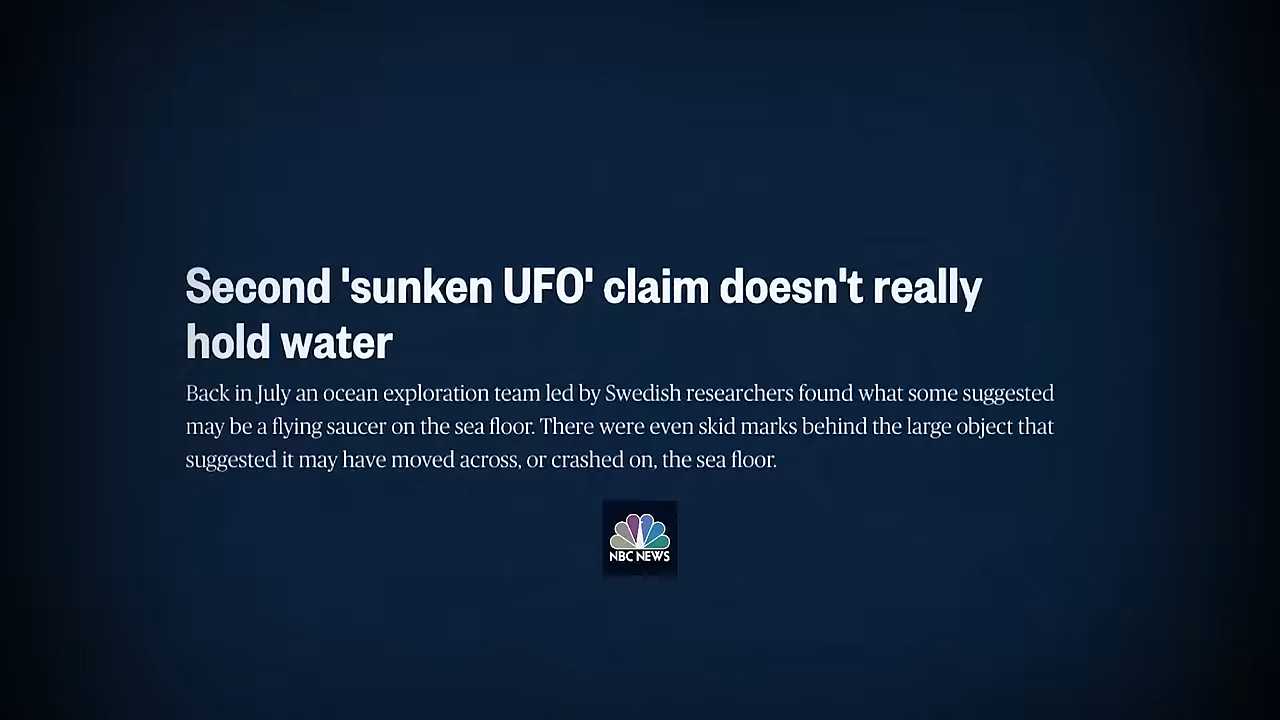 Second 'sunken UFO' claim doesn't really
hold water
Back in July an ocean exploration team led by Swedish researchers found what some suggested
may be a flying saucer on the sea floor. There were even skid marks behind the large object that
suggested it may have moved across, or crashed on, the sea floor.
NBC NEWS